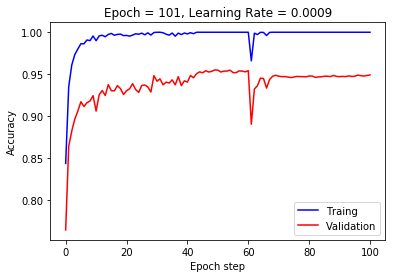 Epoch = 101, Learning Rate = 0.0009
1.00
0.95
0.90
0.85
0.80
Accuracy
0
20
40
60
80
100
Epoch step
Traing
Validation